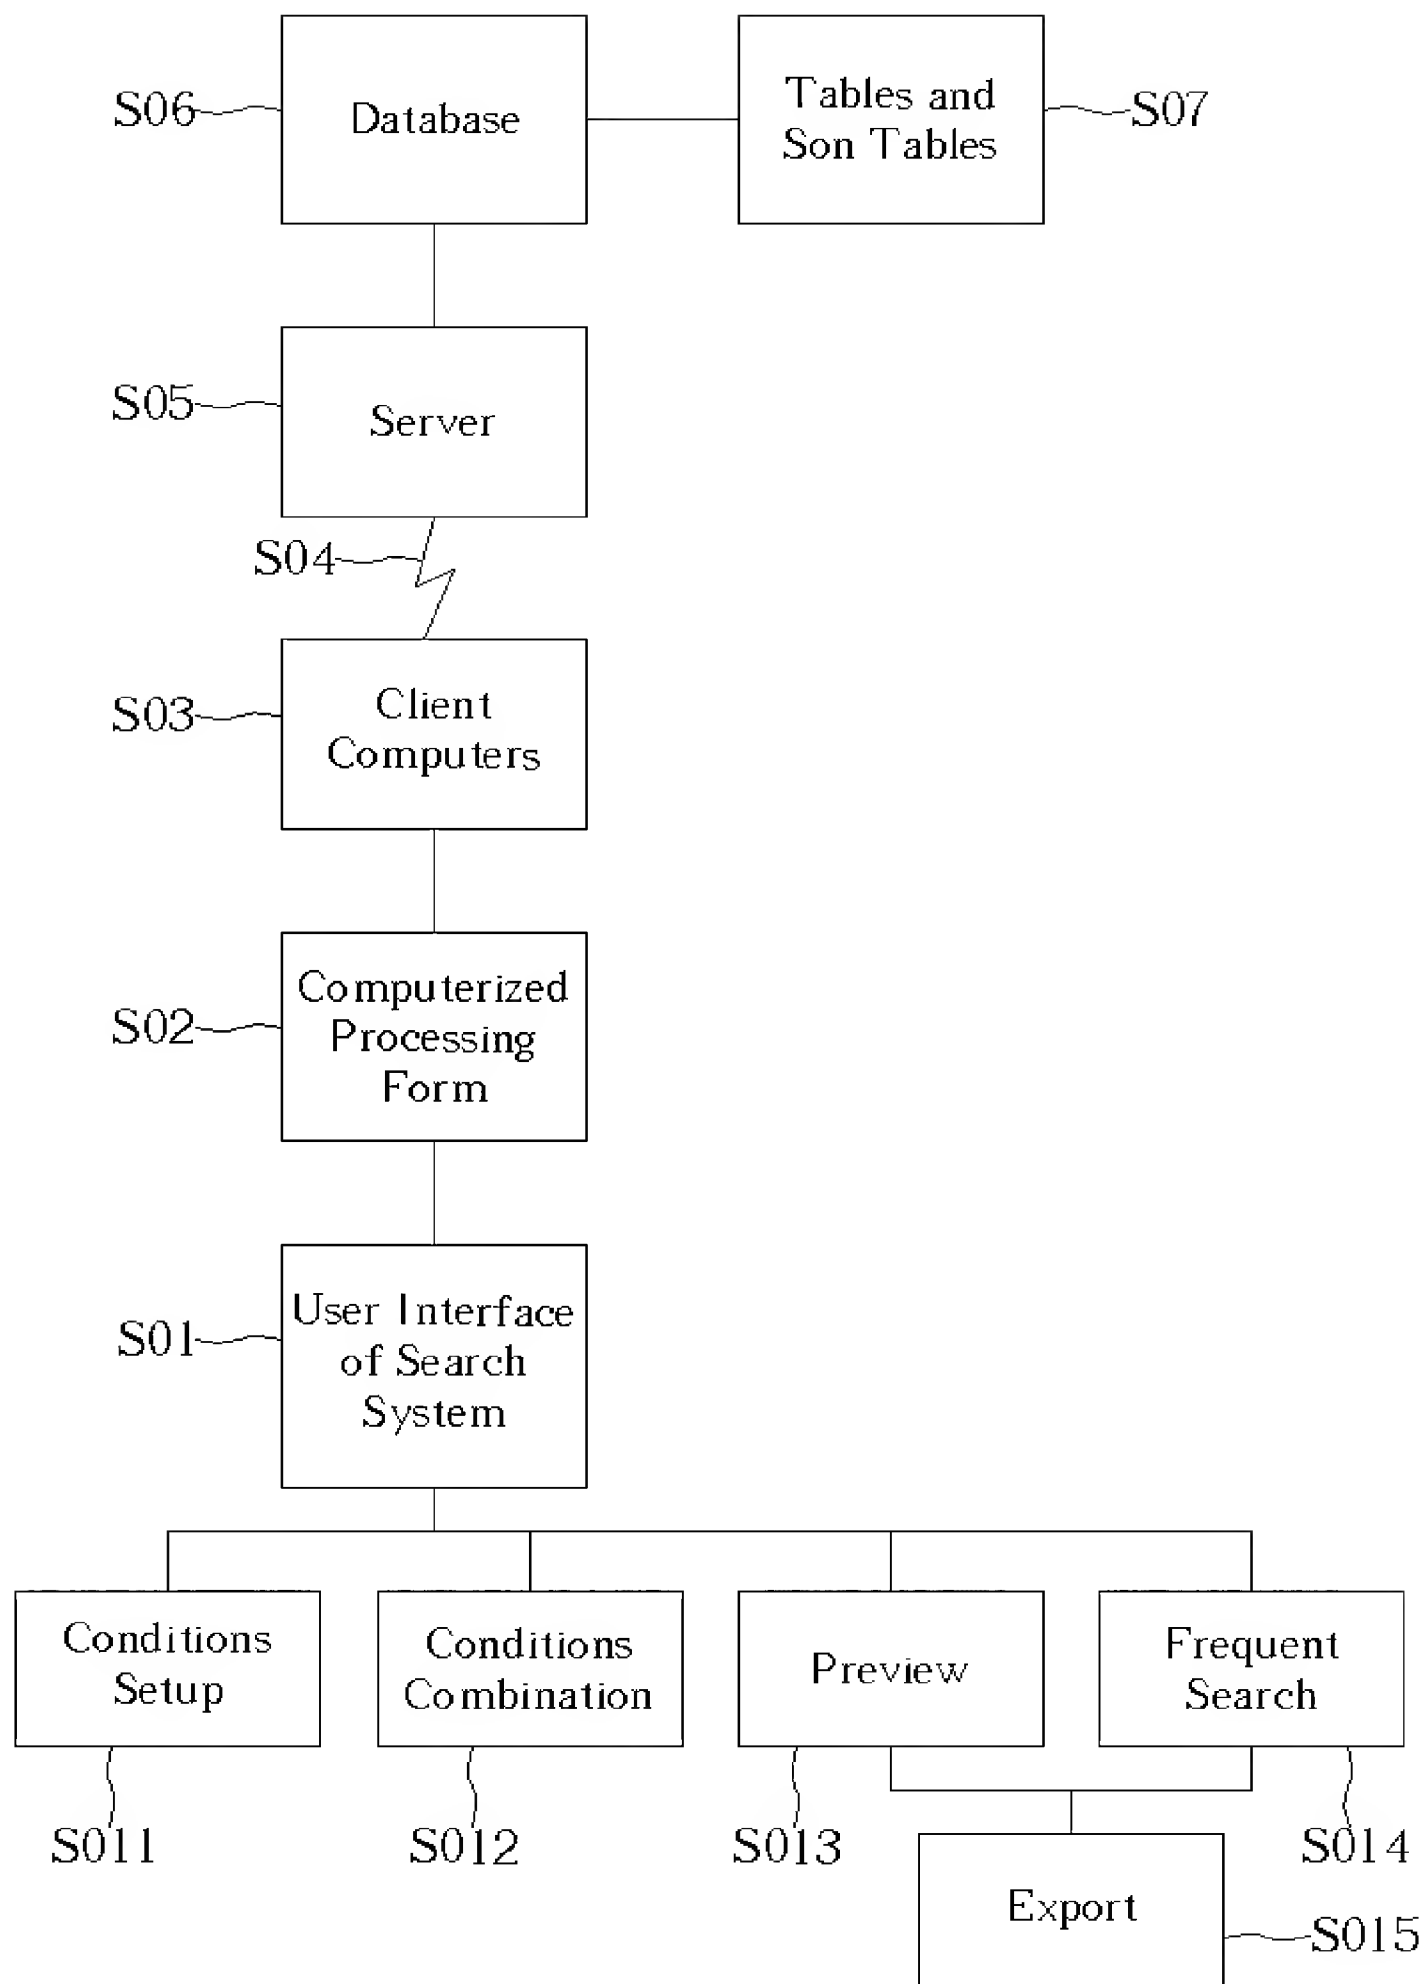 S06
Database
Tables and
Son Tables
S07
S05
Server
S04
S03
Client
Computers
S02
Computerized
Processing
Form
S01
User Interface
of Search
System
Conditions
Setup
Conditions
Combination
Preview
Frequent
Search
S011
S012
S013
S014
Export
S015